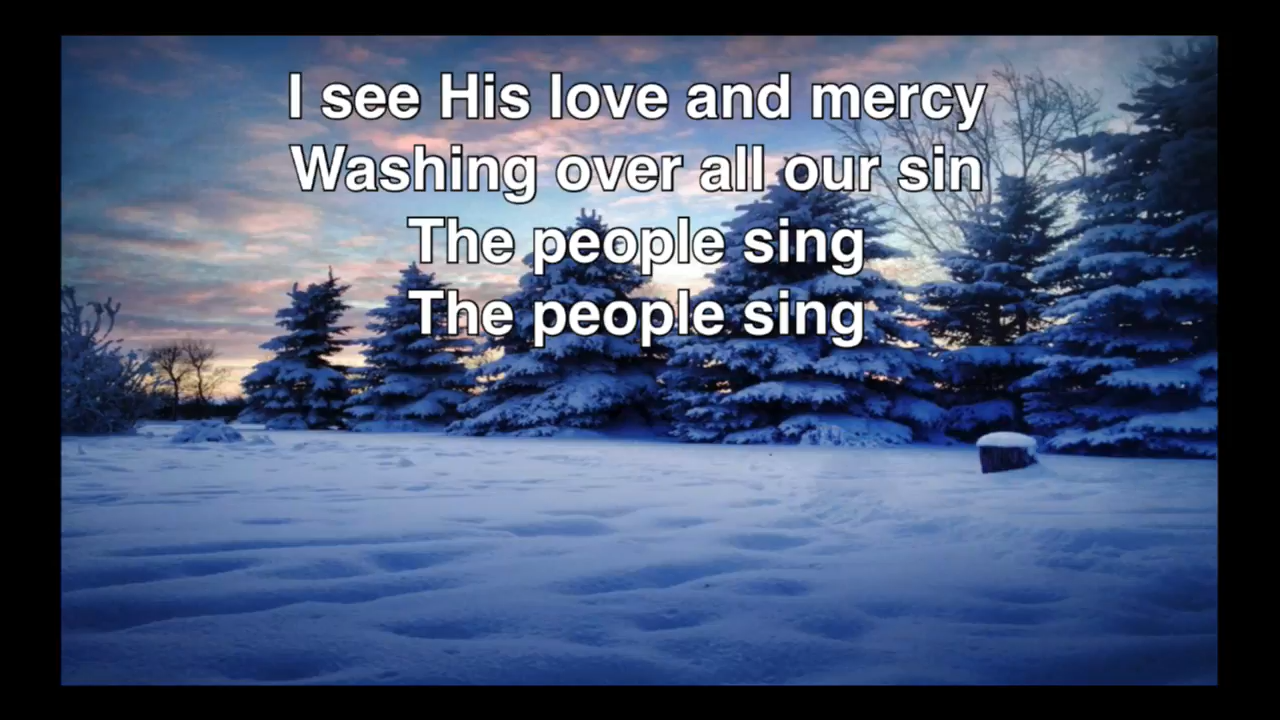 I see His love and mercy
Washing over all our sin
The people sing
The people sing